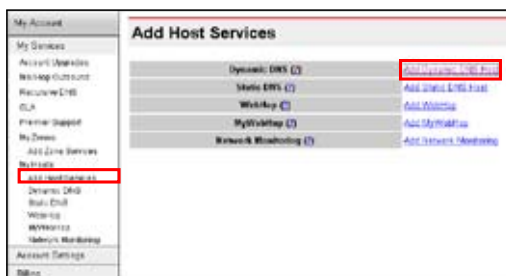 My Account
My Services
Account Upgrades
MailHop Outbound
Recursive DNS
SLA
Premier Support
My Zones
Add Zone Services
My Hosts
Add Host Services
Dynamic DNS
Static DNS
WebHop
MyWebHop
Network Monitoring
Account Settings
Billing
Add Host Services
Dynamic DNS (?) Add Dynamic DNS Host
Static DNS (?) Add Static DNS Host
WebHop (?) Add WebHop
MyWebHop (?) Add MyWebHop
Network Monitoring (?) Add Network Monitoring